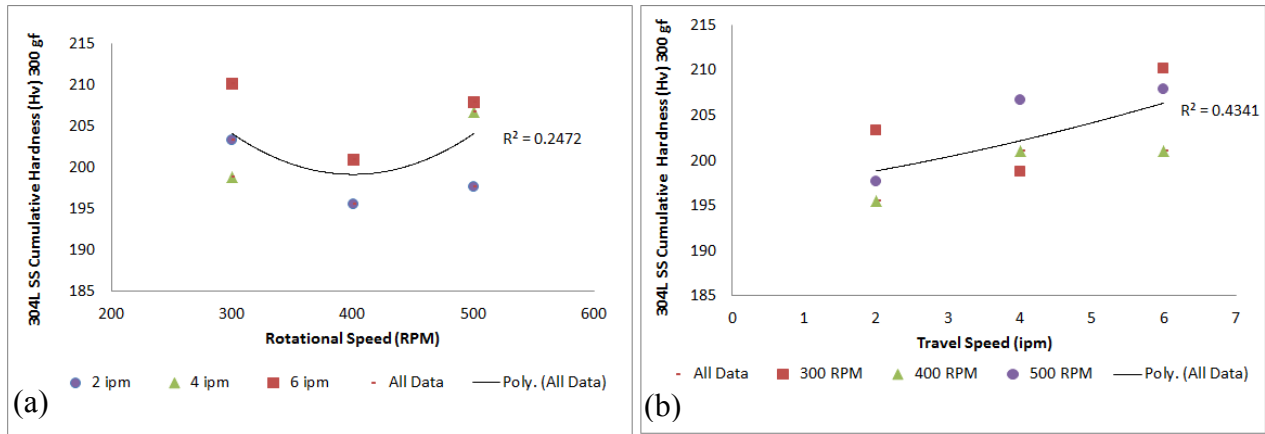 304L SS Cumulative Hardness (Hv) 300 gf
215
210
205
200
195
190
185
R² = 0.2472
200
300
400
500
600
Rotational Speed (RPM)
2 ipm
4 ipm
6 ipm
All Data
Poly. (All Data)
(a)
304L SS Cumulative Hardness (Hv) 300 gf
215
210
205
200
195
190
185
R² = 0.4341
0
1
2
3
4
5
6
7
Travel Speed (ipm)
All Data
300 RPM
400 RPM
500 RPM
Poly. (All Data)
(b)